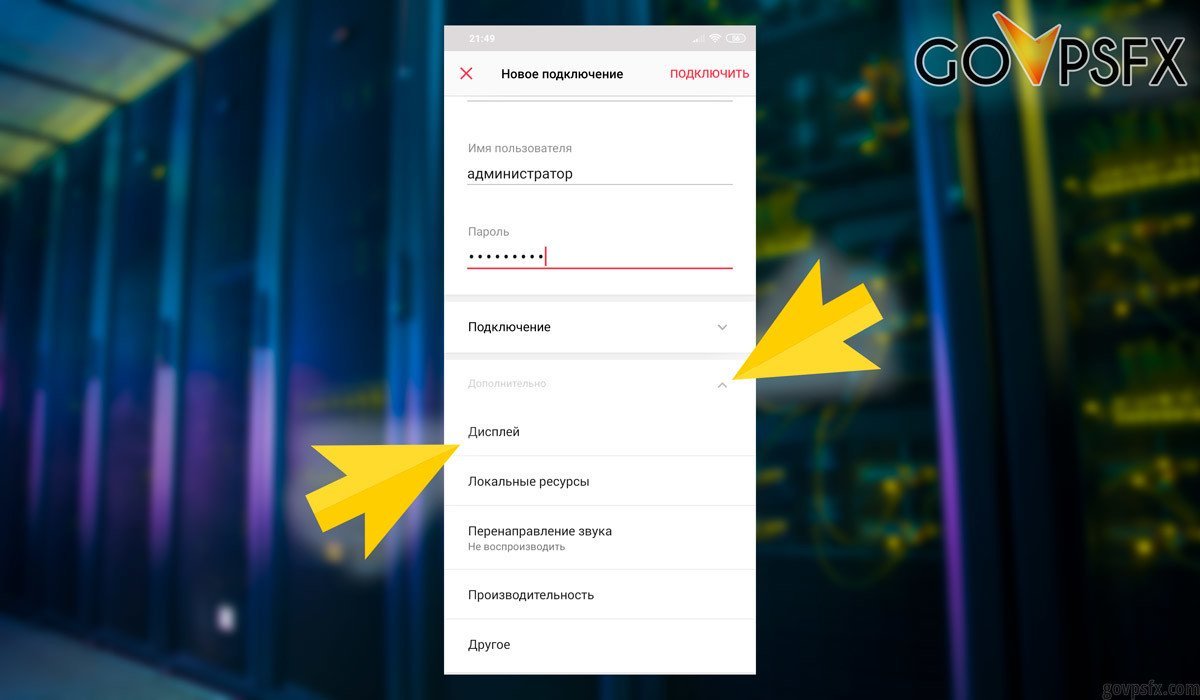 GOVPSFX
21:49
56
Новое подключение
ПОДКЛЮЧИТЬ
Имя пользователя
администратор
Пароль
•••••••••
Подключение
Дополнительно
Дисплей
Локальные ресурсы
Перенаправление звука
Не воспроизводить
Производительность
Другое
govpsfx.com